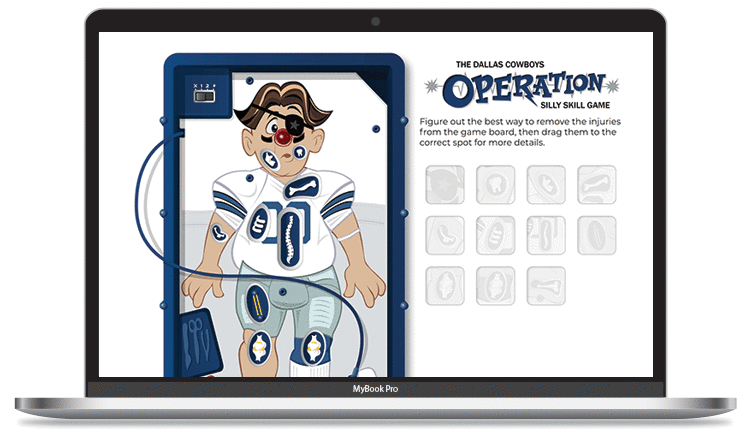 X 1 2 P
THE DALLAS COWBOYS
OPERATION
SILLY SKILL GAME
Figure out the best way to remove the injuries
from the game board, then drag them to the
correct spot for more details.
00
MyBook Pro